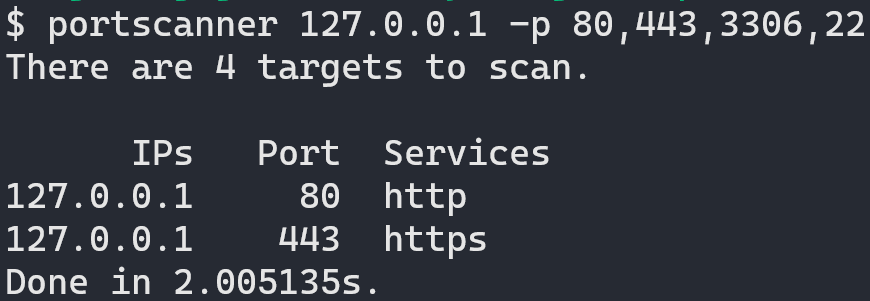 $ portscanner 127.0.0.1 -p 80,443,3306,22
There are 4 targets to scan.
IPs Port Services
127.0.0.1 80 http
127.0.0.1 443 https
Done in 2.005135s.